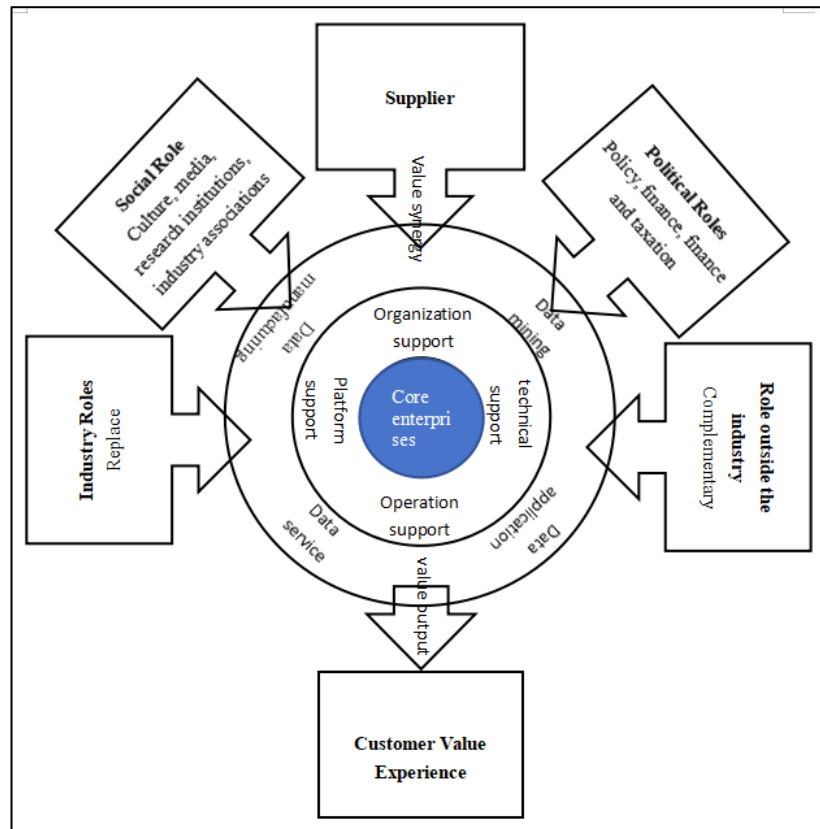 Supplier
Value synergy
Social Role
Culture, media,
research institutions,
industry associations
Political Roles
Policy, finance, finance
and taxation
Data
manufacturing
Data
mining
Organization
support
Platform
support
Core
enterpri
ses
technical
support
Operation
support
Industry Roles
Replace
Role outside the
industry
Complementary
Data
service
Data
application
value output
Customer Value
Experience